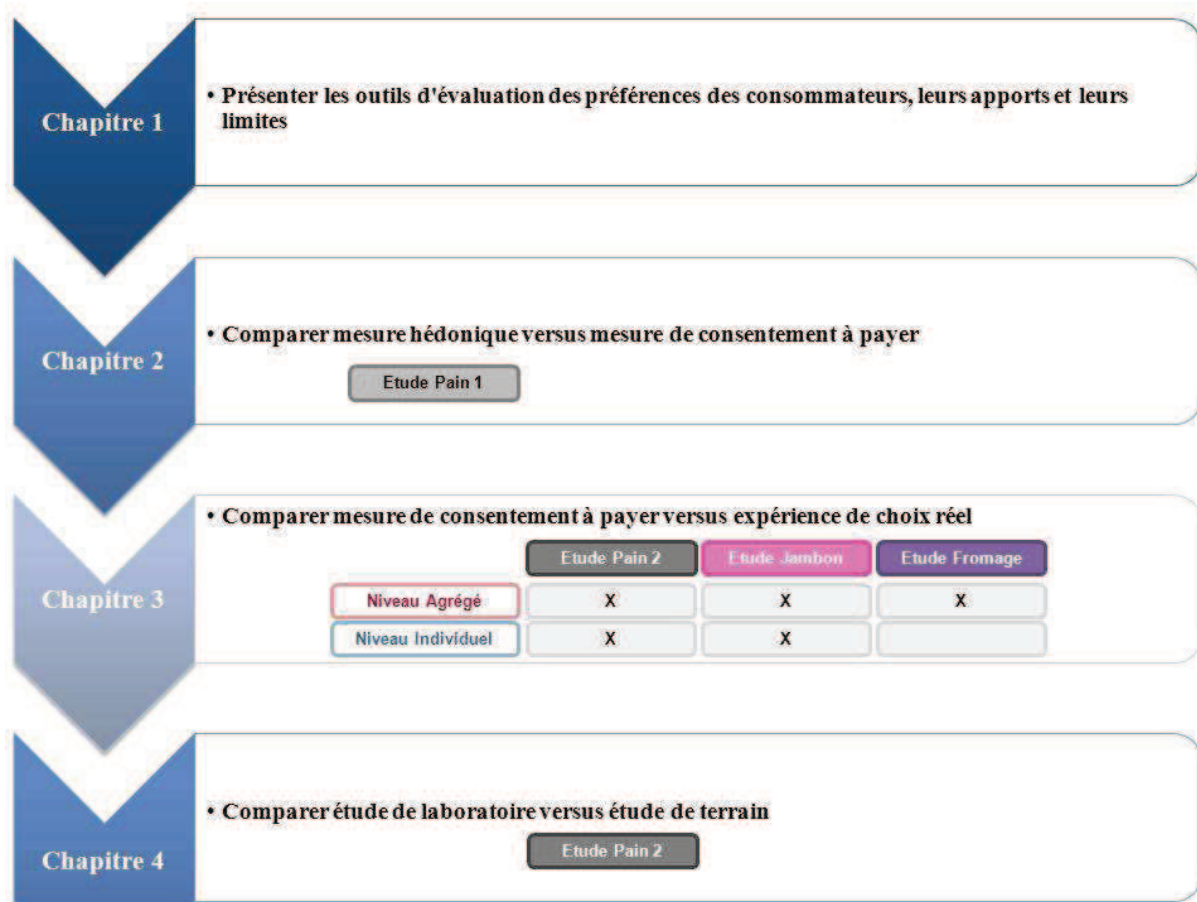 Chapitre 1
• Présenter les outils d'évaluation des préférences des consommateurs, leurs apports et leurs
limites
Chapitre 2
• Comparer mesure hédonique versus mesure de consentement à payer
Etude Pain 1
Chapitre 3
• Comparer mesure de consentement à payer versus expérience de choix réel
Etude Pain 2 Etude Jambon Etude Fromage
Niveau Agrégé X X X
Niveau Individuel X X
Chapitre 4
• Comparer étude de laboratoire versus étude de terrain
Etude Pain 2